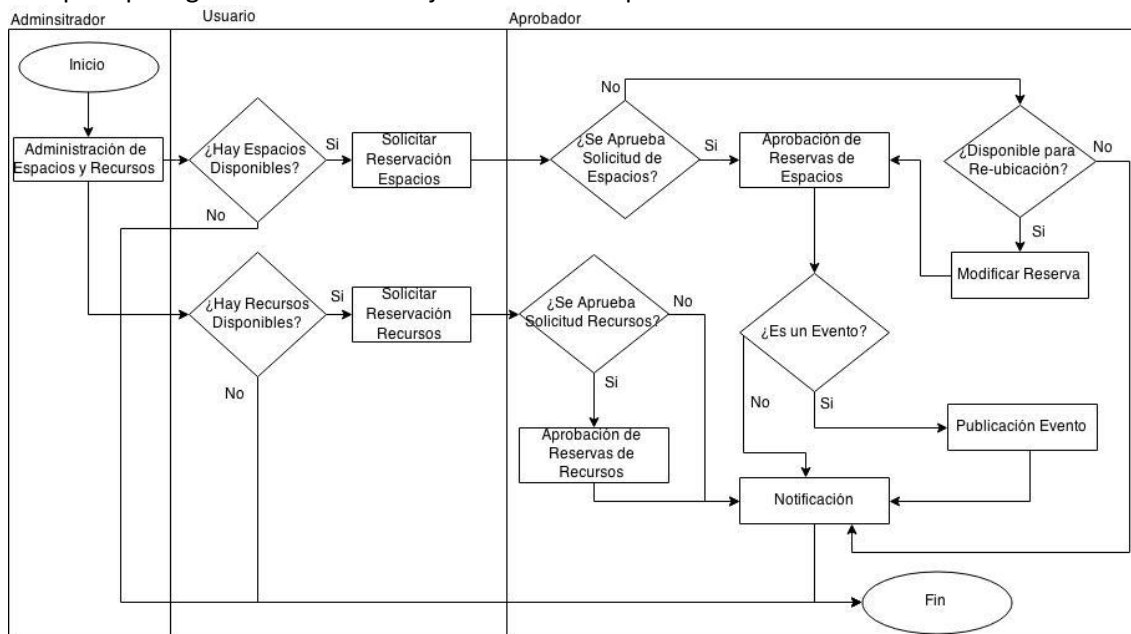 Adminsitrador
Usuario
Aprobador
Inicio
No
No
Administración de
Espacios y Recursos
¿Hay Espacios
Disponibles?
Si
Solicitar
Reservación
Espacios
¿Se Aprueba
Solicitud de
Espacios?
Si
Aprobación de
Reservas de
Espacios
¿Disponible para
Re-ubicación?
No
Si
Modificar Reserva
¿Hay Recursos
Disponibles?
Si
Solicitar
Reservación
Recursos
¿Se Aprueba
Solicitud Recursos?
No
¿Es un Evento?
No
Si
No
Si
Aprobación de
Reservas de
Recursos
Publicación Evento
Notificación
Fin